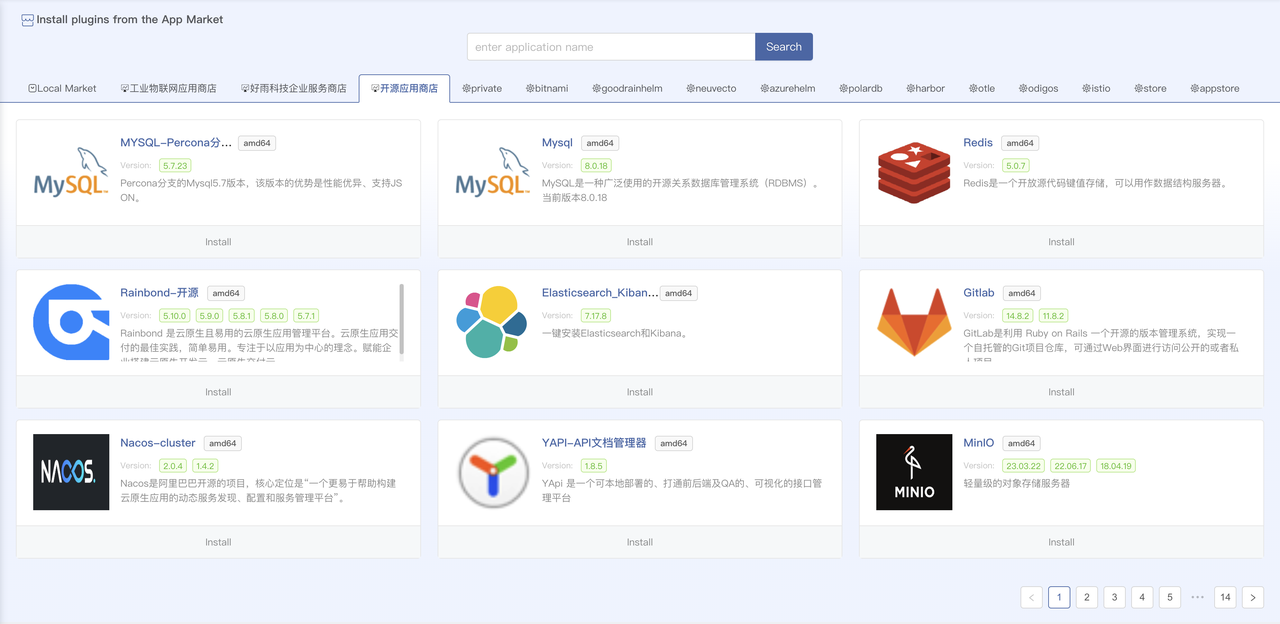 Install plugins from the App Market
enter application name
Search
Local Market
工业物联网应用商店
好雨科技企业服务商店
开源应用商店
private
bitnami
goodrainhelm
neuvecto
azurehelm
polardb
harbor
otle
odigos
istio
store
appstore
MySQL
MYSQL-Percona分... amd64
Version: 5.7.23
Percona分支的Mysql5.7版本，该版本的优势是性能优异、支持JS
ON。
Install
MySQL
Mysql amd64
Version: 8.0.18
MySQL是一种广泛使用的开源关系数据库管理系统（RDBMS）。
当前版本8.0.18
Install
Redis amd64
Version: 5.0.7
Redis是一个开放源代码键值存储，可以用作数据结构服务器。
Install
Rainbond-开源 amd64
Version: 5.10.0 5.9.0 5.8.1 5.8.0 5.7.1
Rainbond 是云原生且易用的云原生应用管理平台。云原生应用交
付的最佳实践，简单易用。专注于以应用为中心的理念。赋能企
Install
Elasticsearch_Kiban... amd64
Version: 7.17.8
一键安装Elasticsearch和Kibana。
Install
Gitlab amd64
Version: 14.8.2 11.8.2
GitLab是利用 Ruby on Rails 一个开源的版本管理系统，实现一
个自托管的Git项目仓库，可通过Web界面进行访问公开的或者私
Install
NACOS.
Nacos-cluster amd64
Version: 2.0.4 1.4.2
Nacos是阿里巴巴开源的项目，核心定位是“一个更易于帮助构建
云原生应用的动态服务发现、配置和服务管理平台”。
Install
YAPI-API文档管理器 amd64
Version: 1.8.5
YApi 是一个可本地部署的、打通前后端及QA的、可视化的接口管
理平台
Install
MINIO
MinIO amd64
Version: 23.03.22 22.06.17 18.04.19
轻量级的对象存储服务器
Install
< 1 2 3 4 5 ••• 14 >